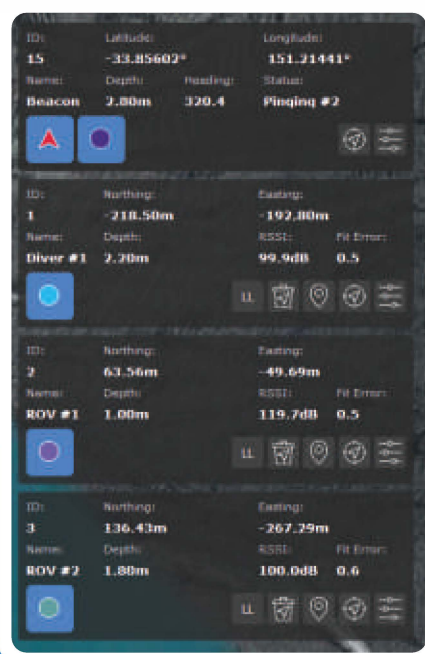 ID: Latitude: Longitude:
15 -33.85602° 151.21441°
Name: Depth: Heading: Status:
Beacon 2.80m 320.4 Pinging #2
ID: Northing: Easting:
1 -218.50m -192.80m
Name: Depth: RSSI: Fit Error:
Diver #1 2.20m 99.9dB 0.5
LL
ID: Northing: Easting:
2 63.56m -49.69m
Name: Depth: RSSI: Fit Error:
ROV #1 1.00m 119.7dB 0.5
LL
ID: Northing: Easting:
3 136.43m -267.29m
Name: Depth: RSSI: Fit Error:
ROV #2 1.80m 100.0dB 0.6
LL